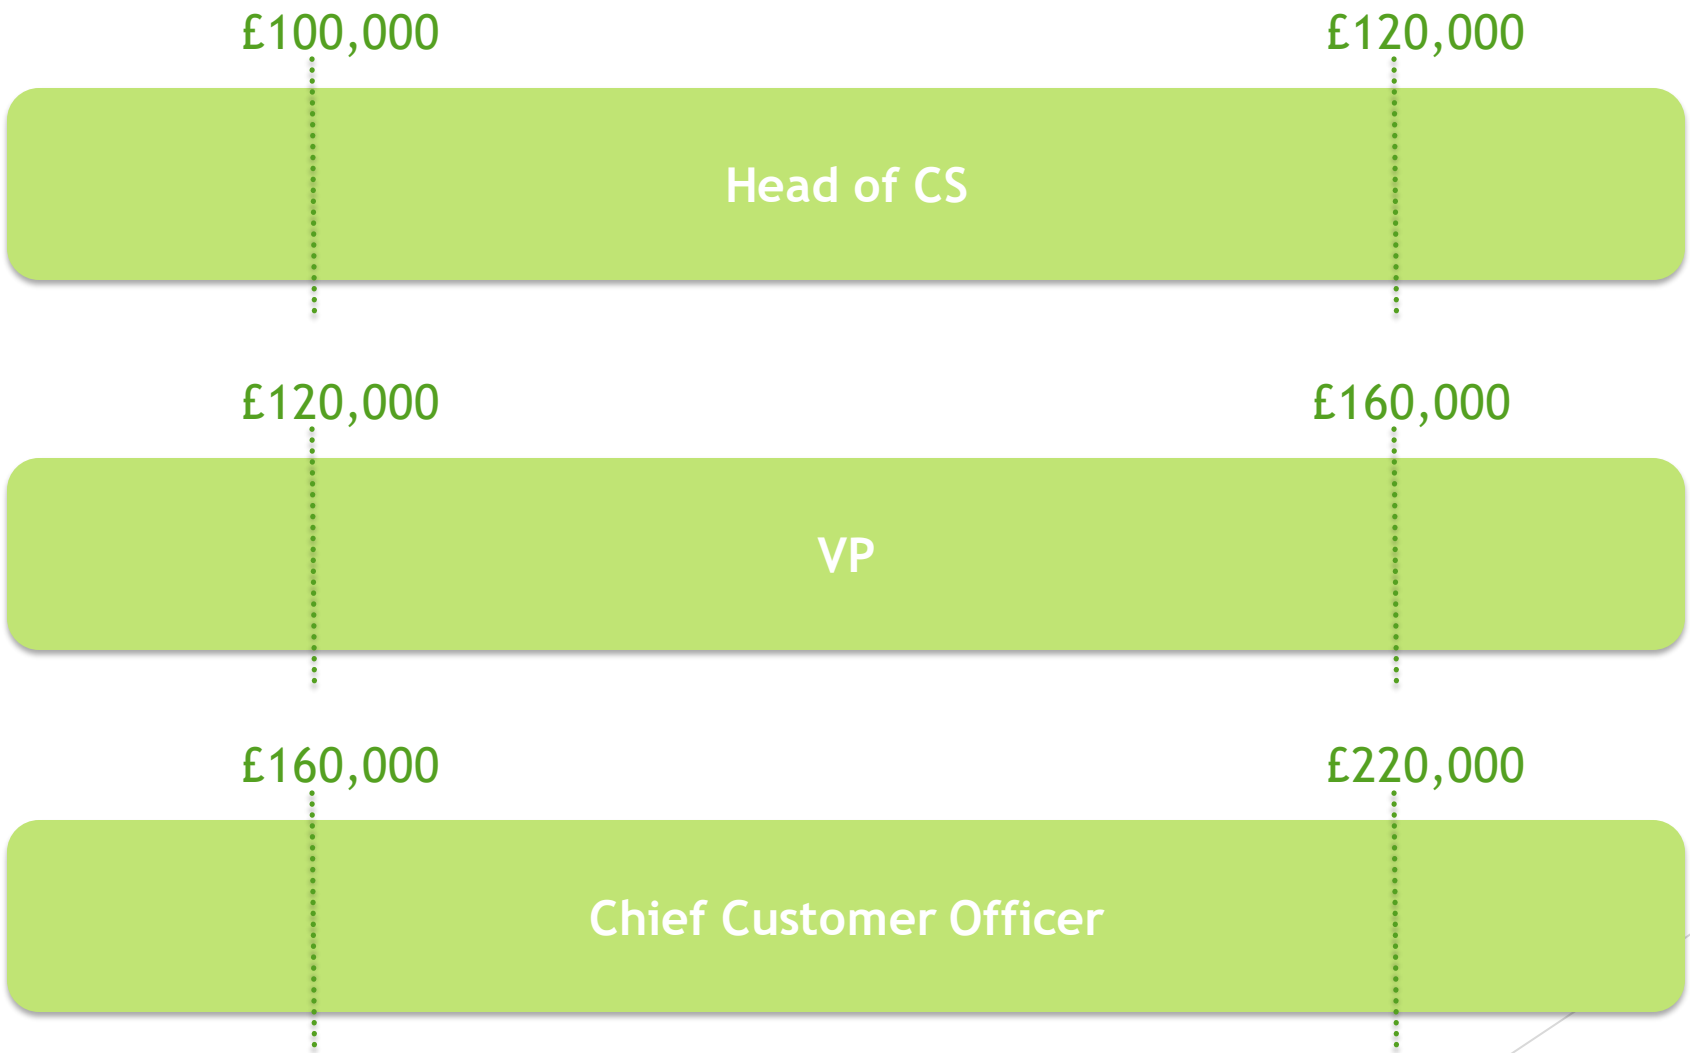 £100,000 £120,000
Head of CS
£120,000 £160,000
VP
£160,000 £220,000
Chief Customer Officer